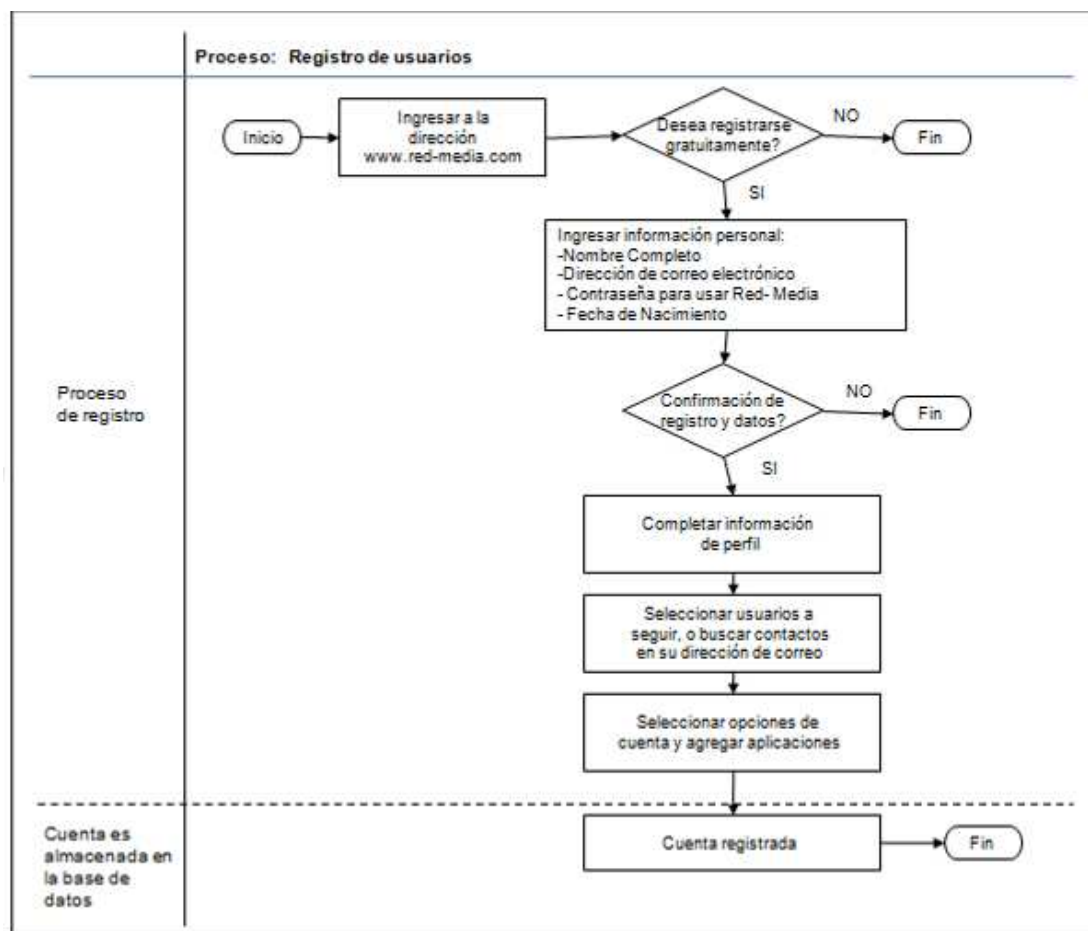 Proceso: Registro de usuarios
Inicio
Ingresar a la
dirección
www.red-media.com
Desea registrarse
gratuitamente?
NO
Fin
SI
Ingresar información personal:
-Nombre Completo
-Dirección de correo electrónico
- Contraseña para usar Red- Media
- Fecha de Nacimiento
Proceso
de registro
Confirmación de
registro y datos?
NO
Fin
SI
Completar información
de perfil
Seleccionar usuarios a
seguir, o buscar contactos
en su dirección de correo
Seleccionar opciones de
cuenta y agregar aplicaciones
Cuenta es
almacenada en
la base de
datos
Cuenta registrada
Fin